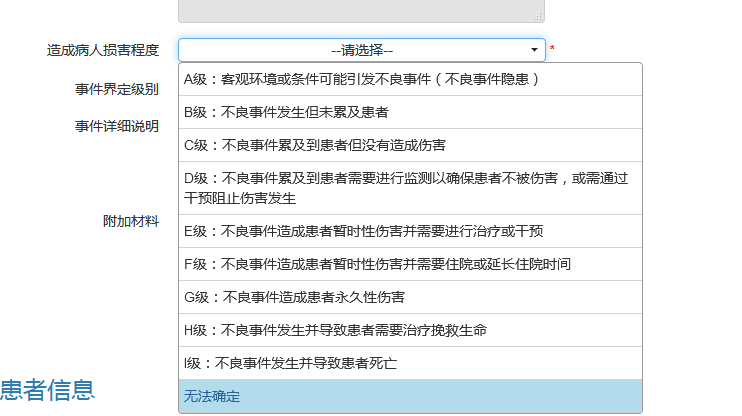 造成病人损害程度 --请选择-- *
A级：客观环境或条件可能引发不良事件（不良事件隐患）
事件界定级别
B级：不良事件发生但未累及患者
事件详细说明
C级：不良事件累及到患者但没有造成伤害
D级：不良事件累及到患者需要进行监测以确保患者不被伤害，或需通过
干预阻止伤害发生
附加材料
E级：不良事件造成患者暂时性伤害并需要进行治疗或干预
F级：不良事件造成患者暂时性伤害并需要住院或延长住院时间
G级：不良事件造成患者永久性伤害
H级：不良事件发生并导致患者需要治疗挽救生命
I级：不良事件发生并导致患者死亡
患者信息
无法确定